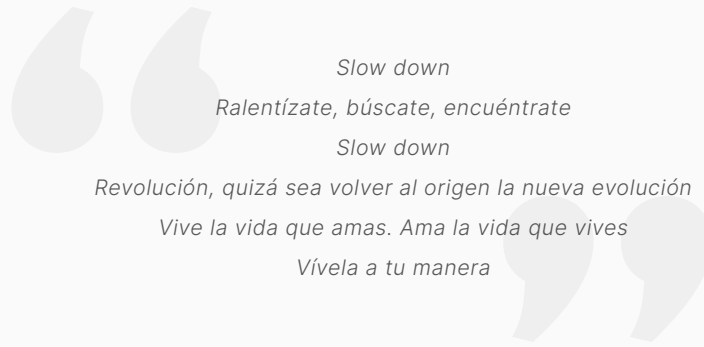 Slow down
Ralentízate, búscate, encuéntrate
Slow down
Revolución, quizá sea volver al origen la nueva evolución
Vive la vida que amas. Ama la vida que vives
Vívela a tu manera